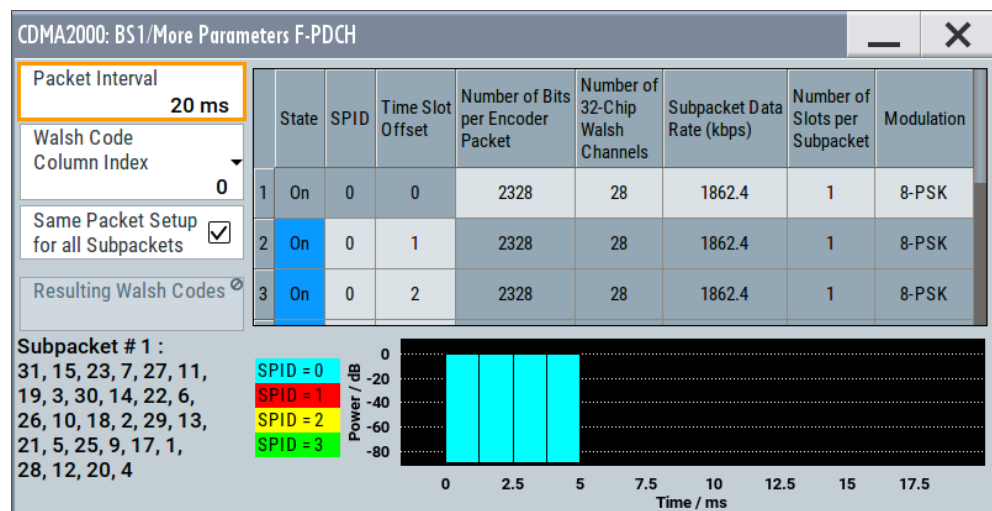 CDMA2000: BS1/More Parameters F-PDCH
Packet Interval
20 ms
Walsh Code
Column Index
0
Same Packet Setup
for all Subpackets
Resulting Walsh Codes
State SPID Time Slot Offset Number of Bits per Encoder Packet Number of 32-Chip Walsh Channels Subpacket Data Rate (kbps) Number of Slots per Subpacket Modulation
1 On 0 0 2328 28 1862.4 1 8-PSK
2 On 0 1 2328 28 1862.4 1 8-PSK
3 On 0 2 2328 28 1862.4 1 8-PSK
Subpacket # 1 :
31, 15, 23, 7, 27, 11,
19, 3, 30, 14, 22, 6,
26, 10, 18, 2, 29, 13,
21, 5, 25, 9, 17, 1,
28, 12, 20, 4
SPID = 0
SPID = 1
SPID = 2
SPID = 3
Power / dB
0
-20
-40
-60
-80
0 2.5 5 7.5 10 12.5 15 17.5
Time / ms